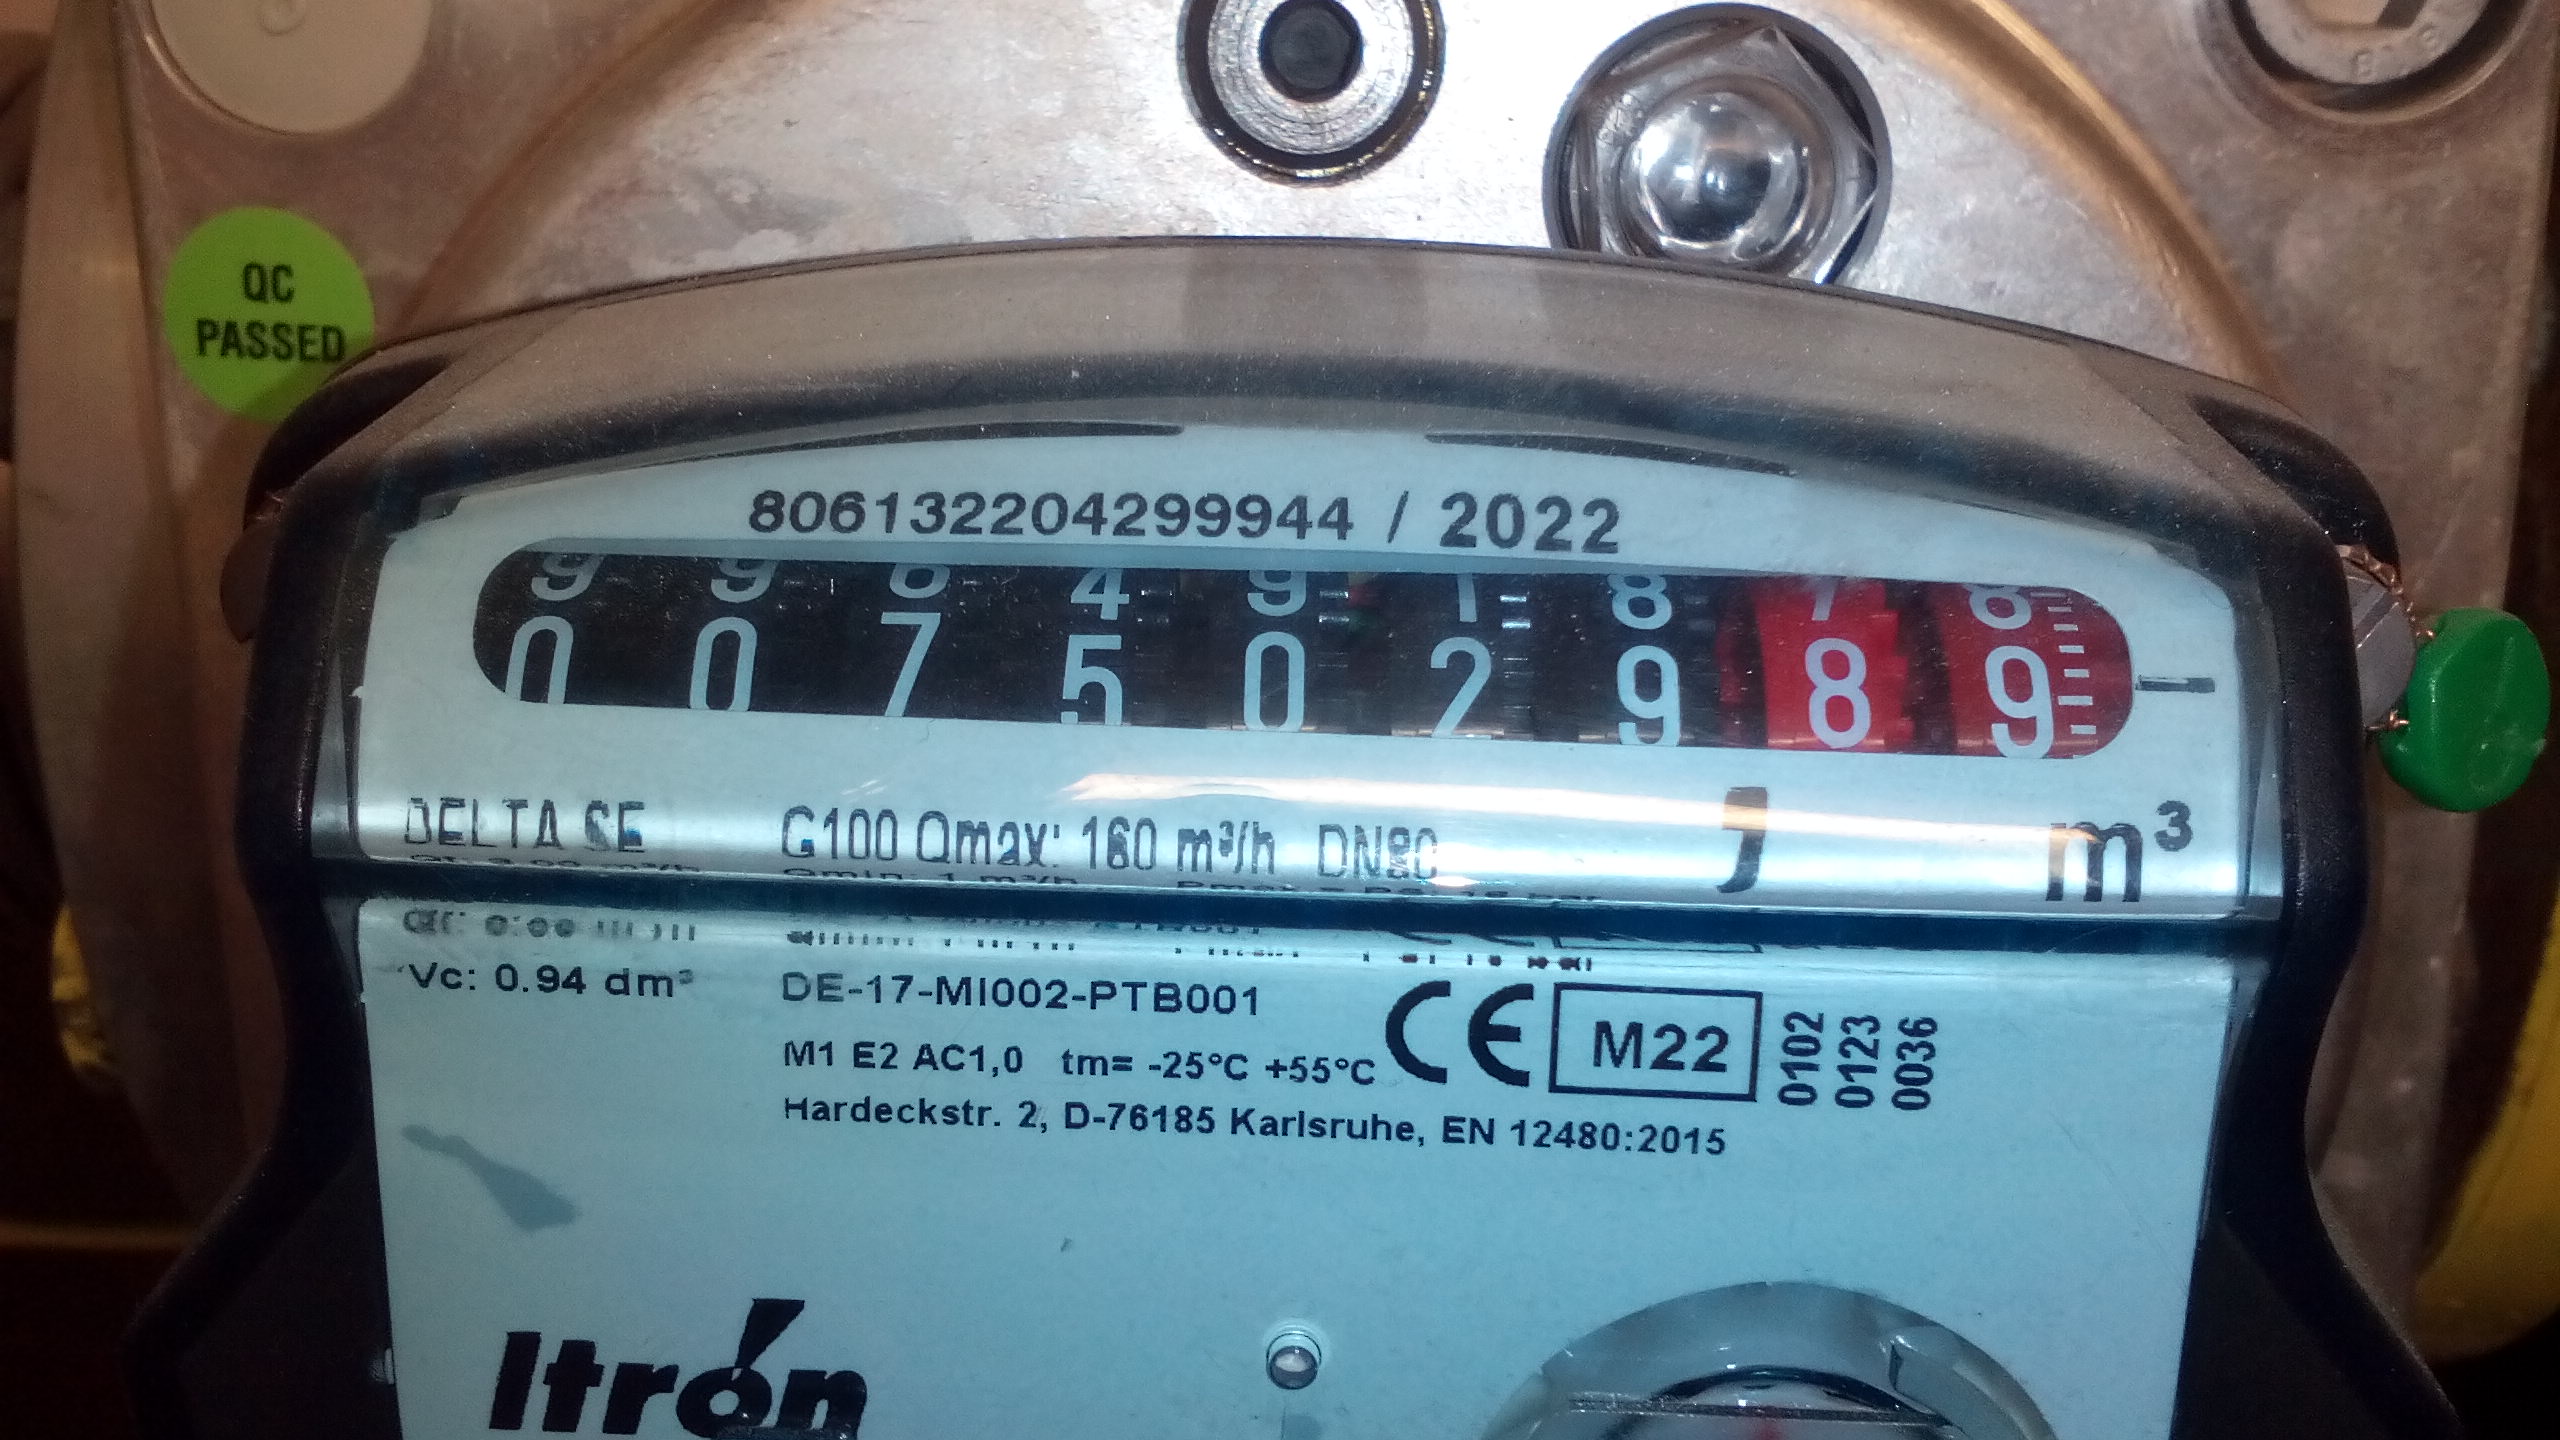 QC
PASSED
806132204299944 / 2022
0 0 7 5 0 2 9 8 9
DELTA SE G100 Qmax: 160 m³/h , m³
Vc: 0.94 dm³ DE-17-MI002-PTB001
M1 E2 AC1,0 tm= -25°C +55°C CE M22 0102 0123 0036
Hardeckstr. 2, D-76185 Karlsruhe, EN 12480:2015
Itrón